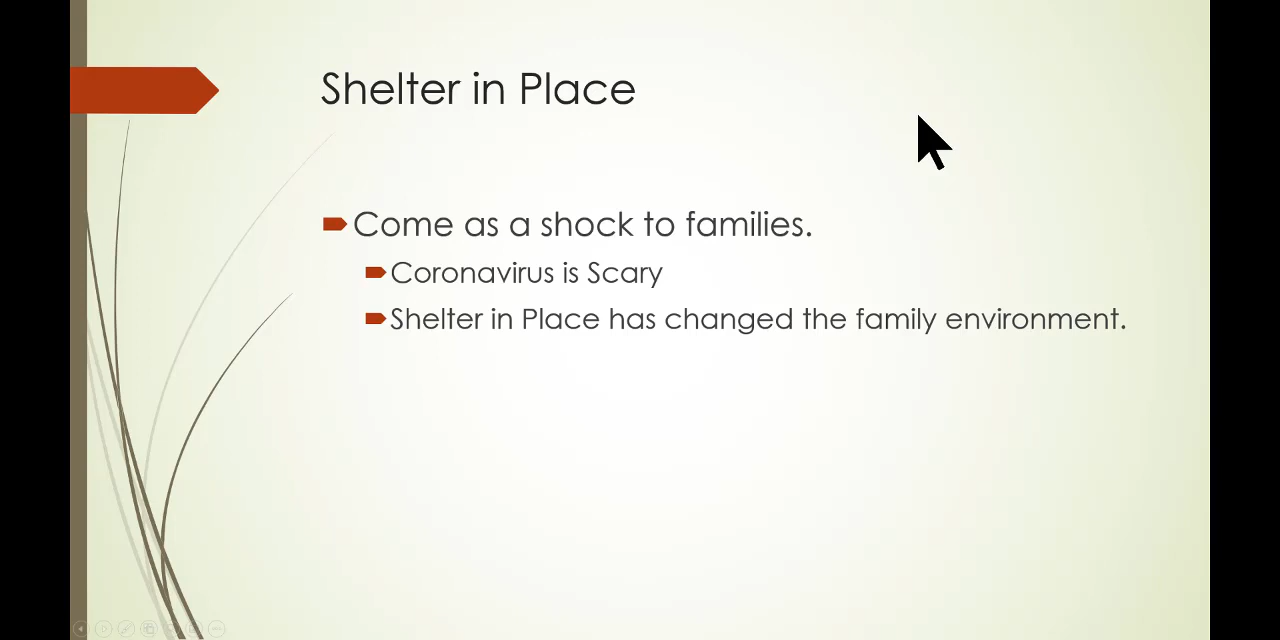 Shelter in Place
Come as a shock to families.
Coronavirus is Scary
Shelter in Place has changed the family environment.